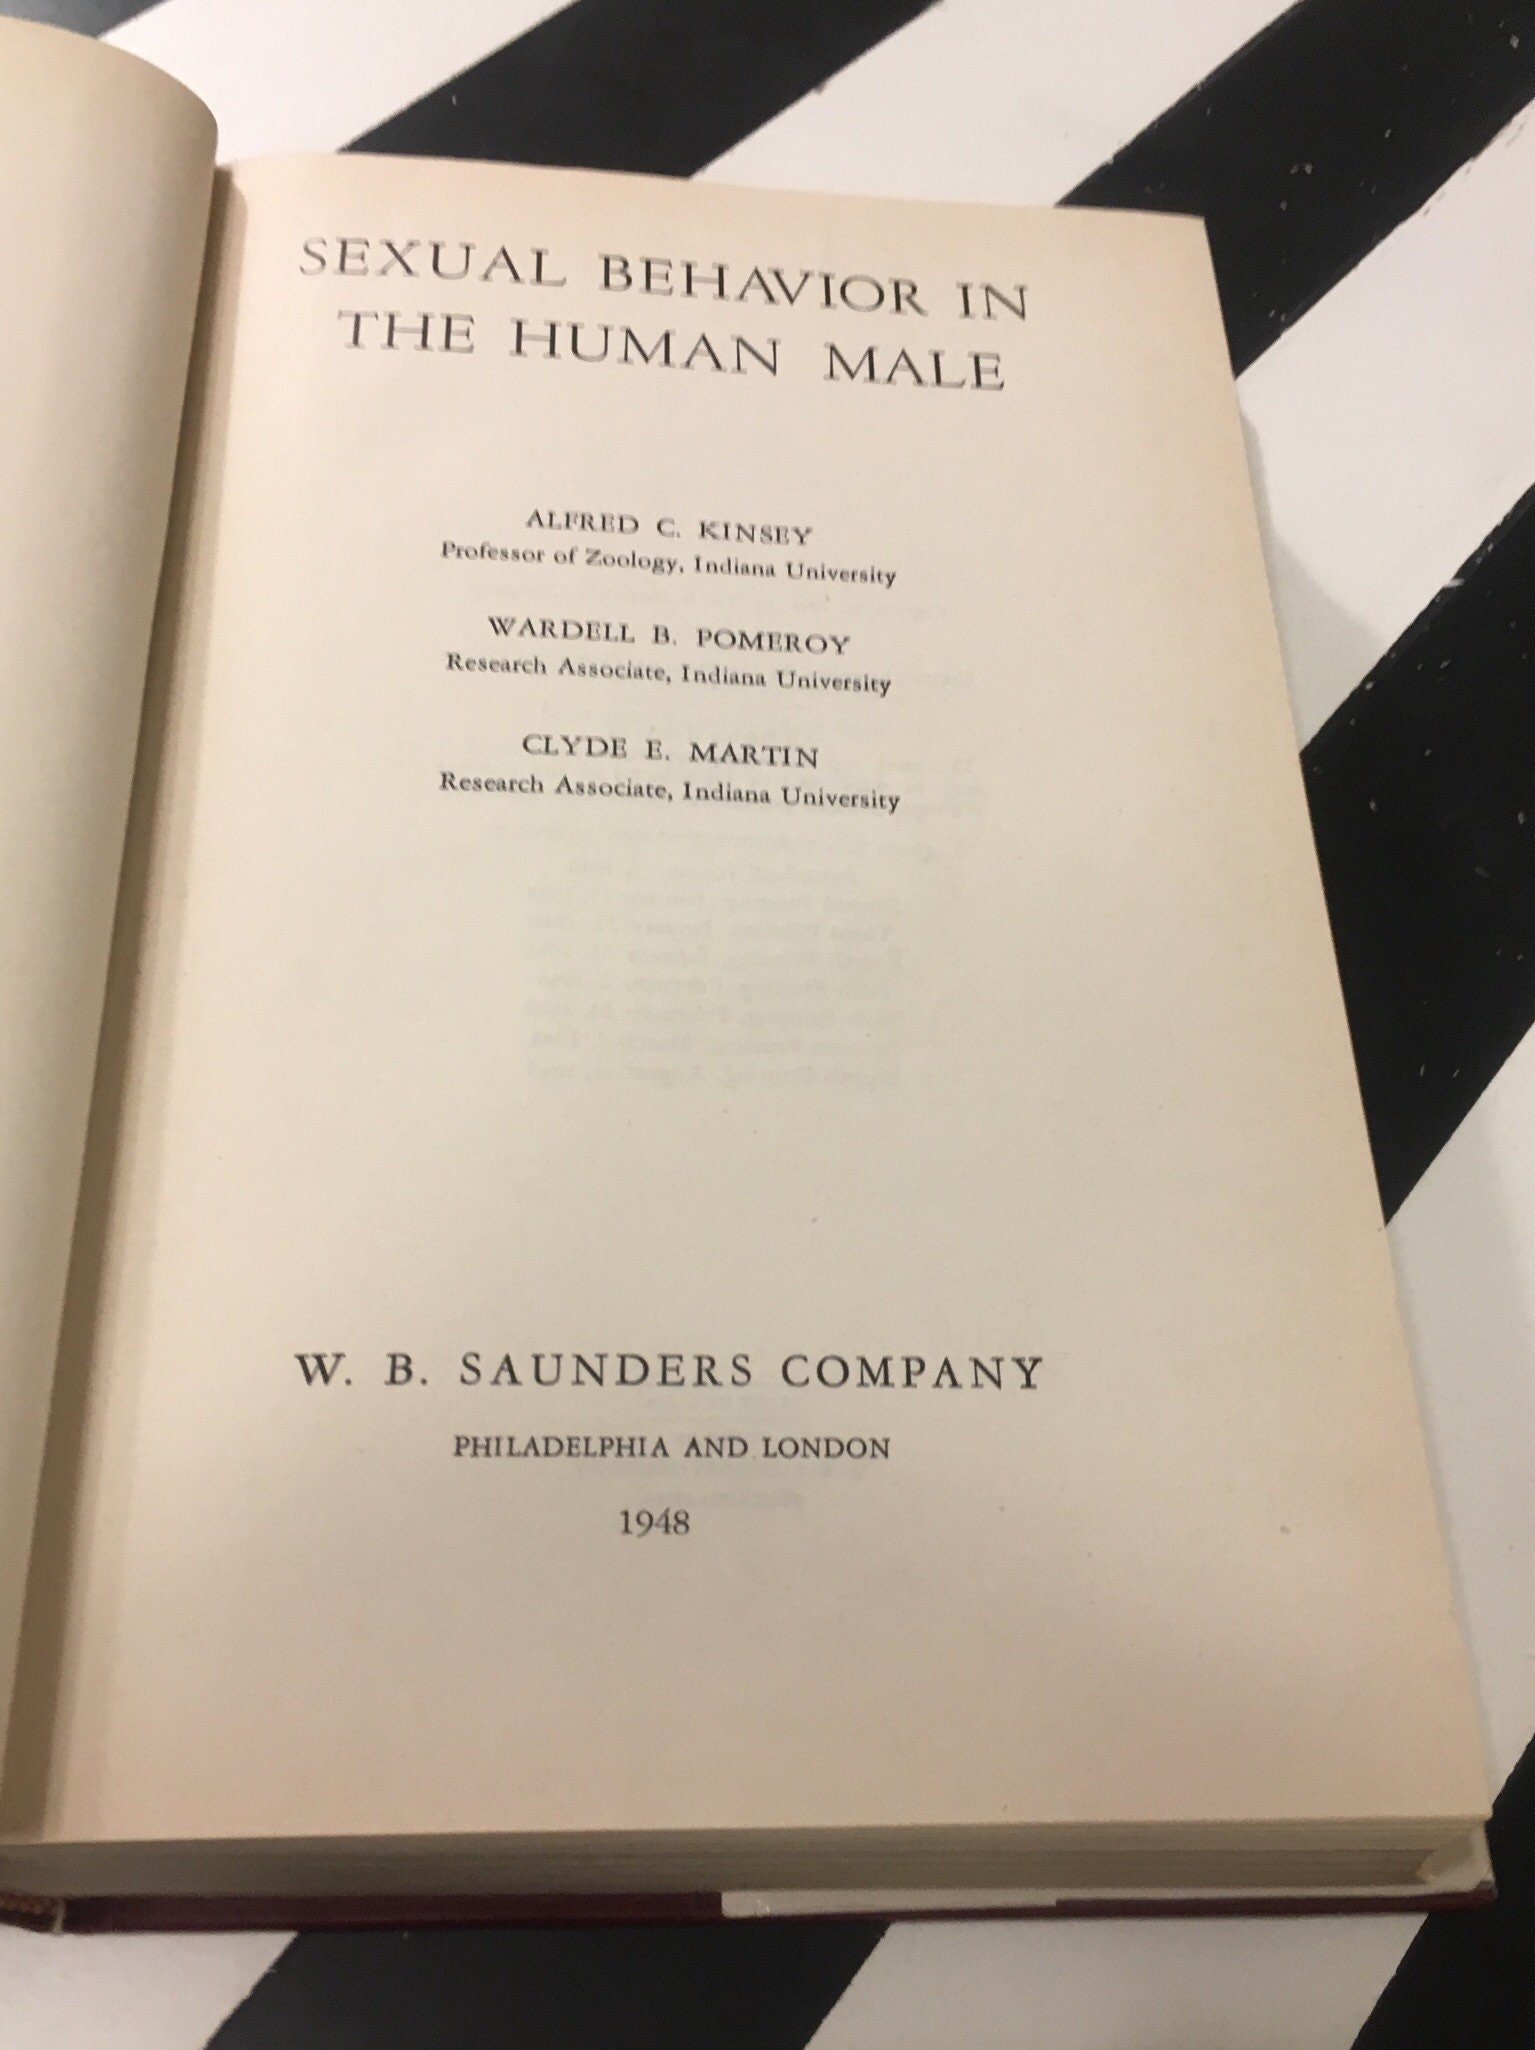 SEXUAL BEHAVIOR IN
THE HUMAN MALE
ALFRED C. KINSEY
Professor of Zoology, Indiana University
WARDELL B. POMEROY
Research Associate, Indiana University
CLYDE E. MARTIN
Research Associate, Indiana University
W. B. SAUNDERS COMPANY
PHILADELPHIA AND LONDON
1948